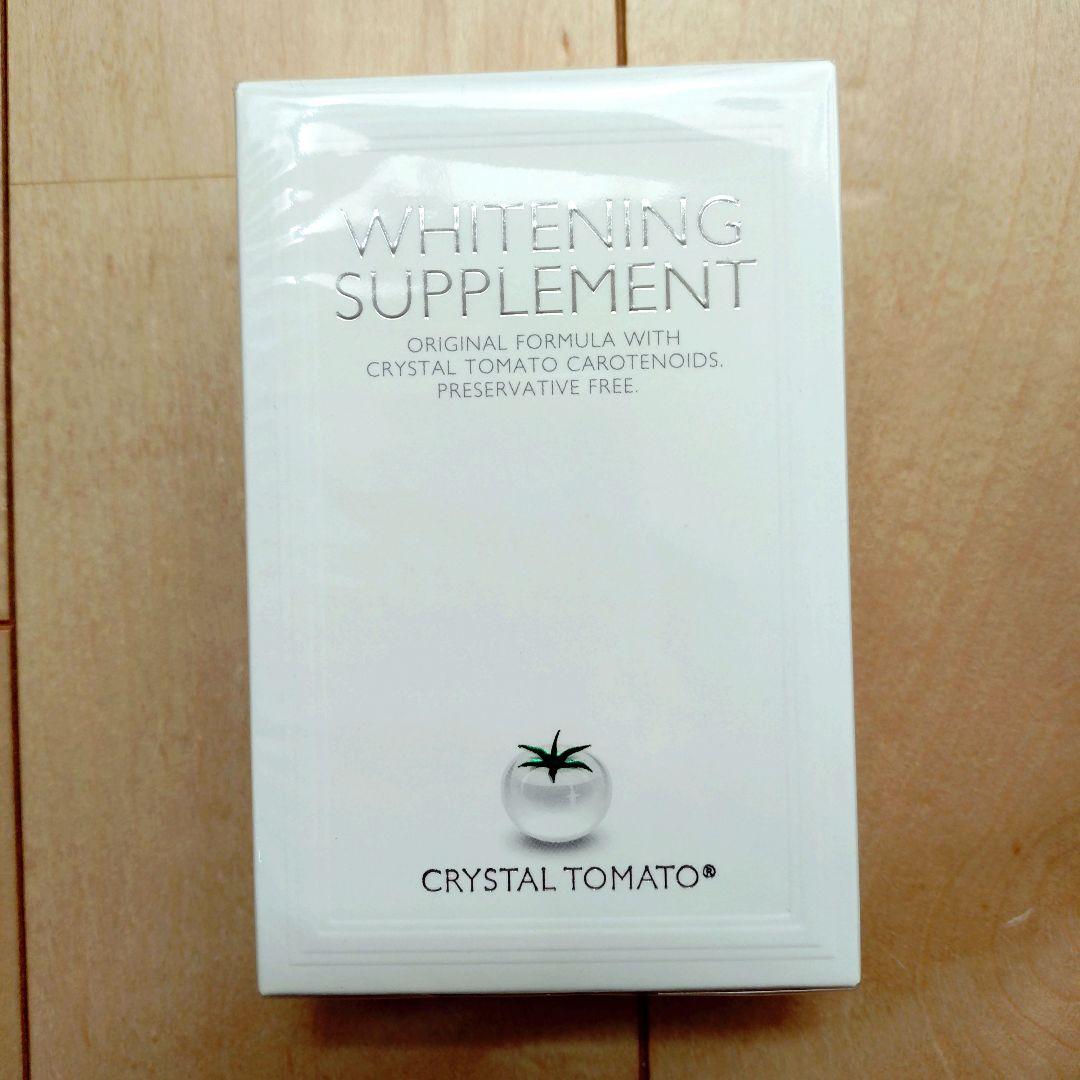 WHITENING
SUPPLEMENT
ORIGINAL FORMULA WITH
CRYSTAL TOMATO CAROTENOIDS.
PRESERVATIVE FREE.
CRYSTAL TOMATO®